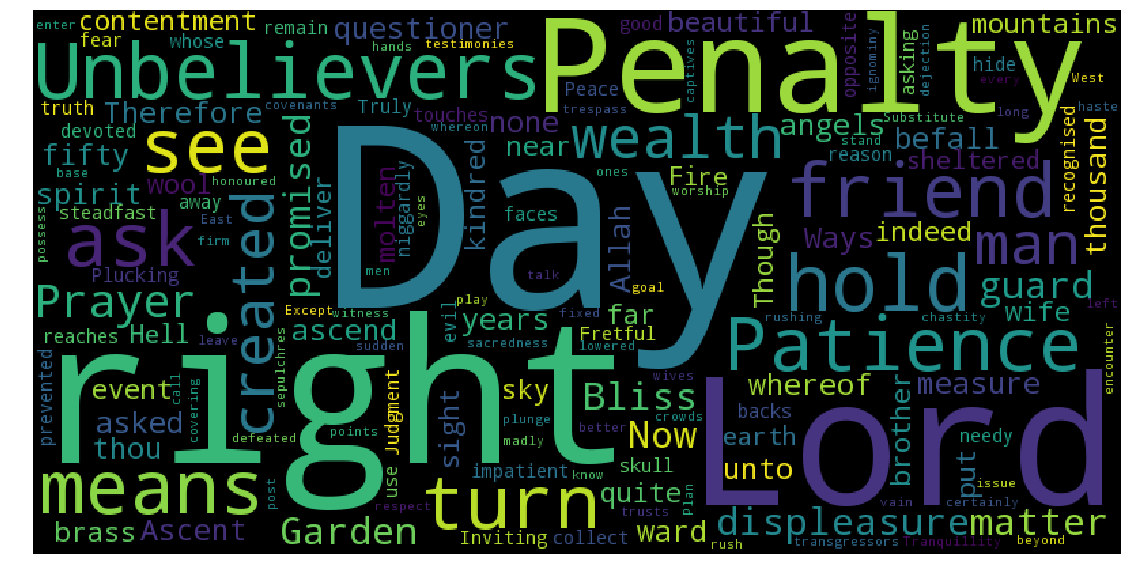 enter
contentment
whose
remain
questioner
good
beautiful
mountains
fear
hands
testimonies
Unbelievers
Penalty
opposite
ignominy
asking
dejection
hide
every
West
captives
truth
Therefore
covenants
Truly
Peace
trespass
long
haste
Substitute
devoted
touches
whereon
none
wealth
angels
stand
befall
see
promised
Day
near
reason
sheltered
recognised
thousand
fifty
base
honoured
kindred
Fire
worship
ones
friend
spirit
wool
away
molten
niggardly
eyes
faces
Allah
Though
Ways
indeed
man
steadfast
created
deliver
East
firm
possess
ask
men
talk
goal
hold
guard
Plucking
Prayer
Except
play
witness
fixed
far
rushing
chastity
left
wife
reaches
Hell
leave
ascend
evil
years
sacredness
Fretful
lowered
Patience
encounter
right
sudden
sepulchres
prevented
event
call
covering
sky
wives
Bliss
whereof
measure
asked
thou
defeated
points
Judgment
sight
plunge
madly
better
crowds
Now
backs
earth
brother
needy
Lord
means
post
use
impatient
know
skull
unto
put
issue
respect
turn
quite
trusts
plan
ward
vain
certainly
brass
Ascent
Garden
Inviting
collect
rush
displeasure
matter
transgressors
Tranquillity
beyond